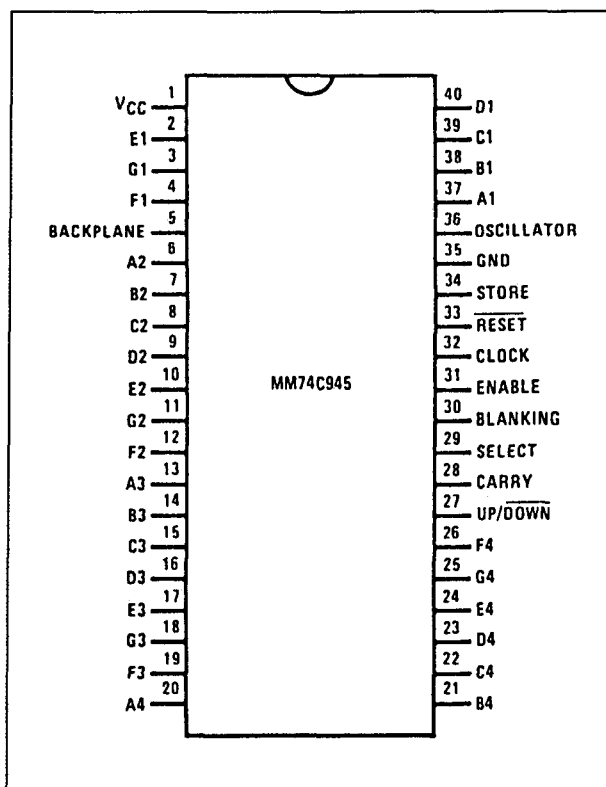 1
VCC
2
E1
3
G1
4
F1
5
BACKPLANE
6
A2
7
B2
8
C2
9
D2
10
E2
11
G2
12
F2
13
A3
14
B3
15
C3
16
D3
17
E3
18
G3
19
F3
20
A4
MM74C945
40
D1
39
C1
38
B1
37
A1
36
OSCILLATOR
35
GND
34
STORE
33
RESET
32
CLOCK
31
ENABLE
30
BLANKING
29
SELECT
28
CARRY
27
UP/DOWN
26
F4
25
G4
24
E4
23
D4
22
C4
21
B4